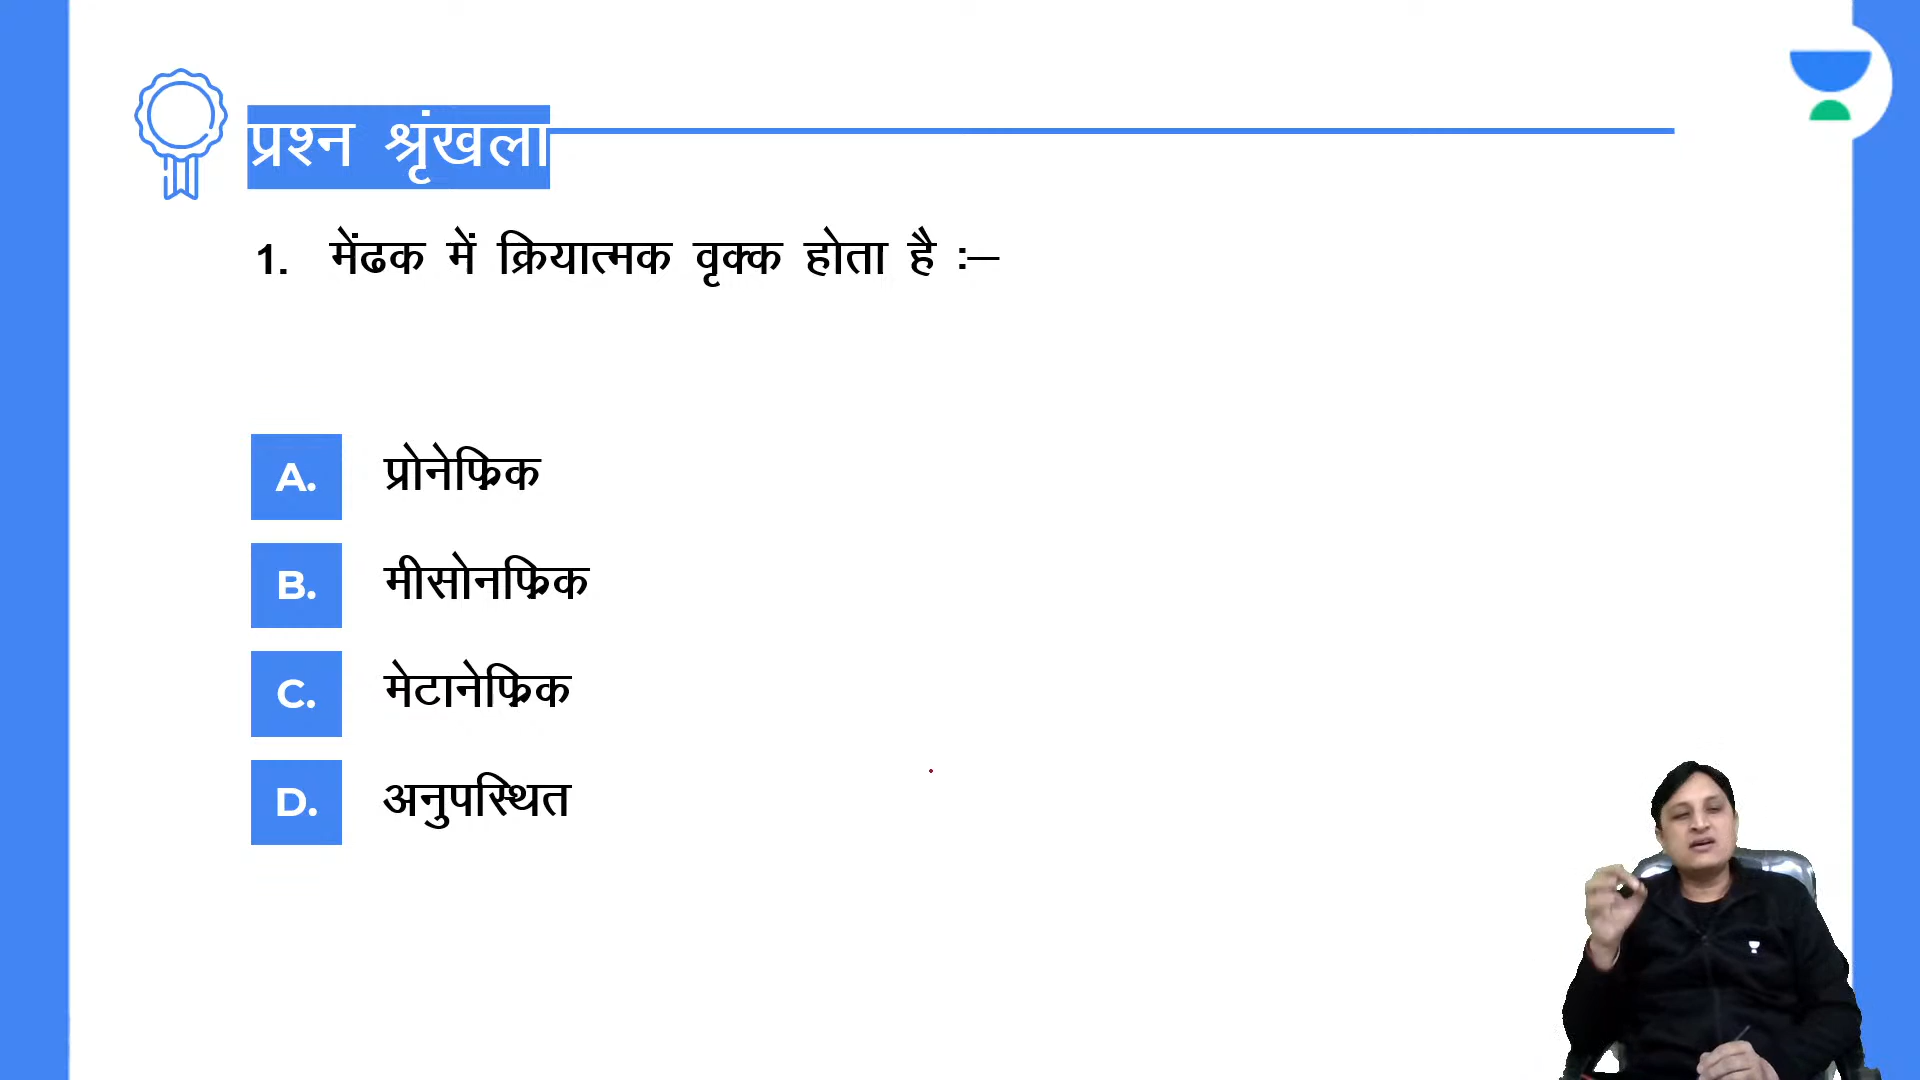 प्रश्न श्रृंखला
1. मेंढक में क्रियात्मक वृक्क होता है :–
A. प्रोनेफ्रिक
B. मीसोनफ्रिक
C. मेटानेफ्रिक
D. अनुपस्थित